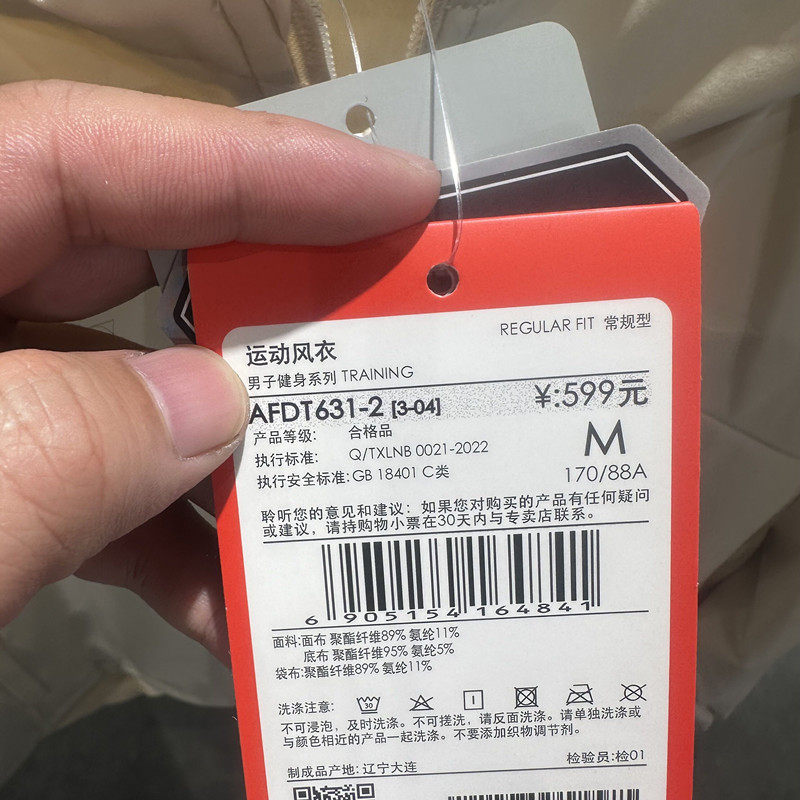 REGULAR FIT 常规型
运动风衣
男子健身系列 TRAINING
AFDT631-2 [3-04] ¥:599元
产品等级: 合格品
M
执行标准: Q/TXLNB 0021-2022
执行安全标准: GB 18401 C类
170/88A
聆听您的意见和建议：如果您对购买的产品有任何疑问
或建议，请持购物小票在30天内与专卖店联系。
6 905154 164841
面料:面布 聚酯纤维89% 氨纶11%
底布 聚酯纤维95% 氨纶5%
袋布:聚酯纤维89% 氨纶11%
洗涤注意: 30
不可浸泡，及时洗涤。不可搓洗，请反面洗涤。请单独洗涤或
与颜色相近的产品一起洗涤。不要添加织物调节剂。
制成品产地: 辽宁大连 检验员:检01